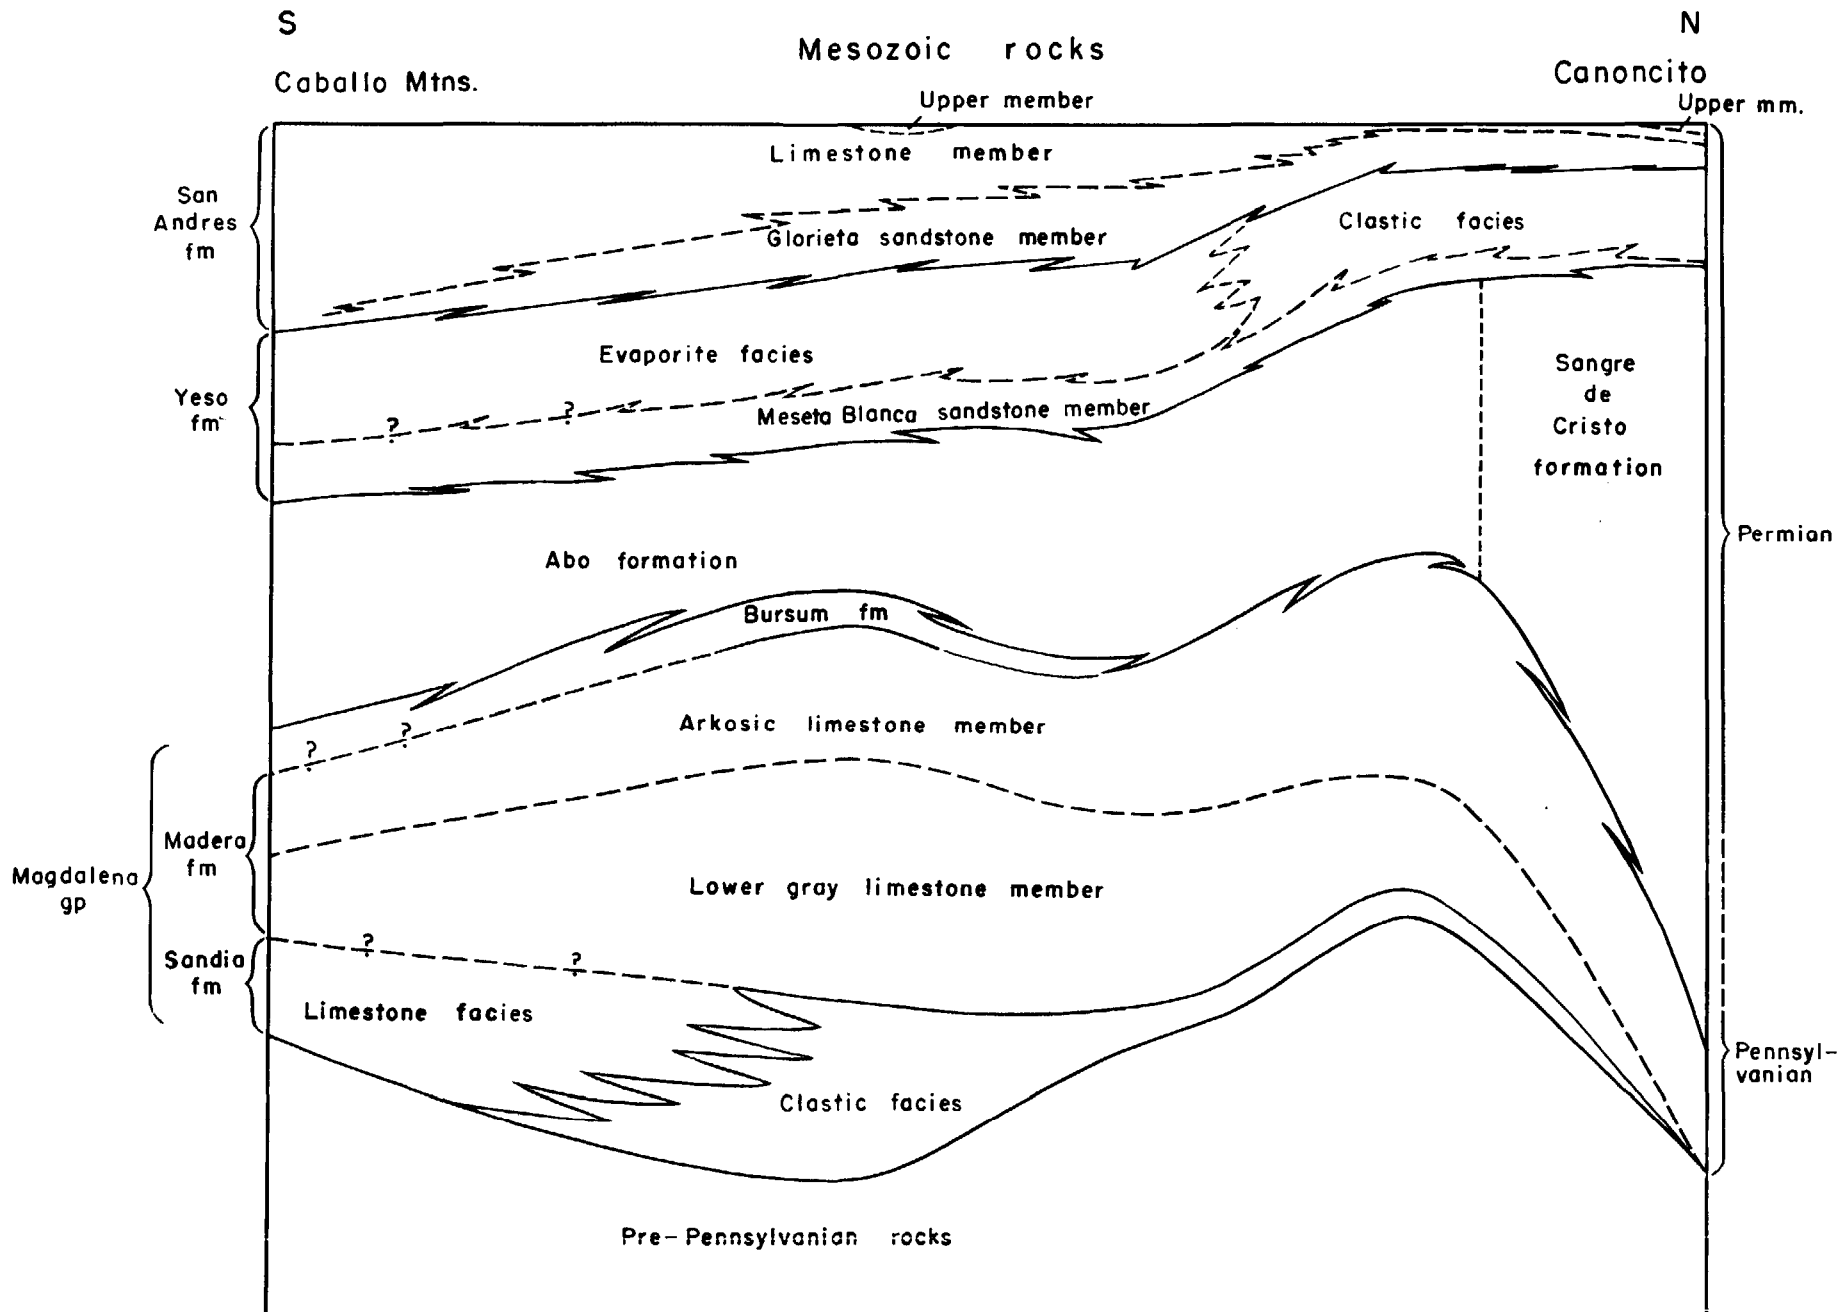 S
N
Mesozoic rocks
Caballo Mtns.
Canoncito
Upper member
Upper mm.
Limestone member
San
Andres
fm
Glorieta sandstone member
Clastic facies
Evaporite facies
Yeso
fm
?
?
Meseta Blanca sandstone member
Sangre
de
Cristo
formation
Permian
Abo formation
Bursum fm
Arkosic limestone member
?
?
Madera
fm
Magdalena
gp
Lower gray limestone member
?
?
Sandia
fm
Limestone facies
Clastic facies
Pennsyl-
vanian
Pre-Pennsylvanian rocks